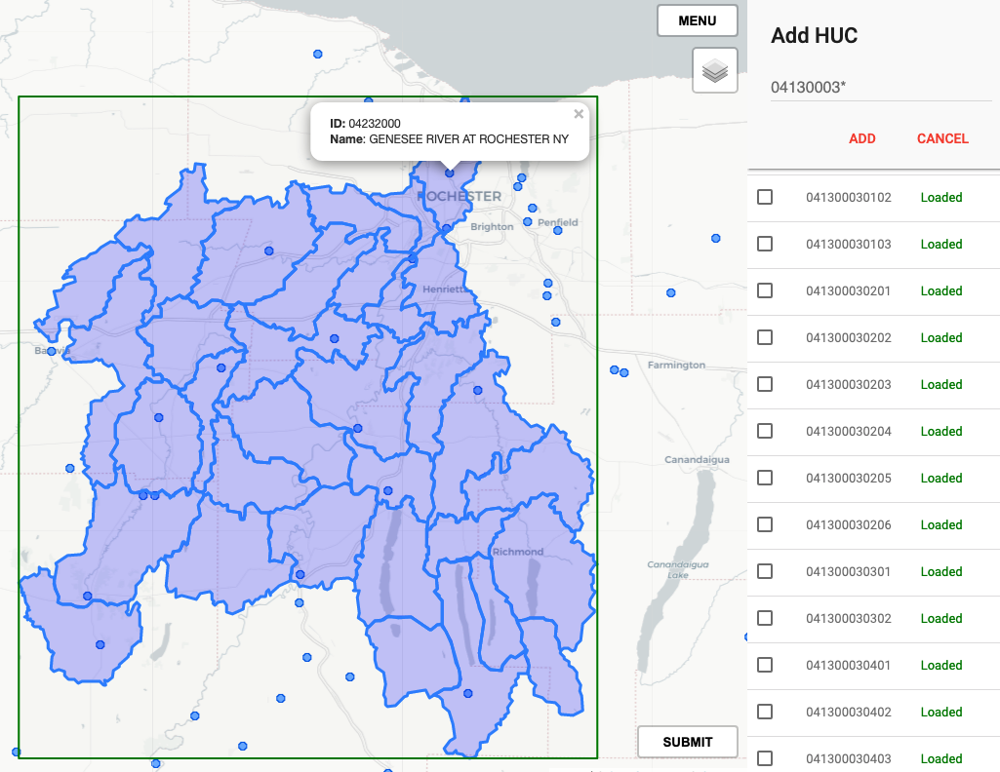 MENU
ID: 04232000
Name: GENESEE RIVER AT ROCHESTER NY
×
ROCHESTER
Brighton
Penfield
Henrietta
Batavia
Farmington
Canandaigua
Richmond
Canandaigua
Lake
SUBMIT
Add HUC
04130003*
ADD CANCEL
041300030102 Loaded
041300030103 Loaded
041300030201 Loaded
041300030202 Loaded
041300030203 Loaded
041300030204 Loaded
041300030205 Loaded
041300030206 Loaded
041300030301 Loaded
041300030302 Loaded
041300030401 Loaded
041300030402 Loaded
041300030403 Loaded